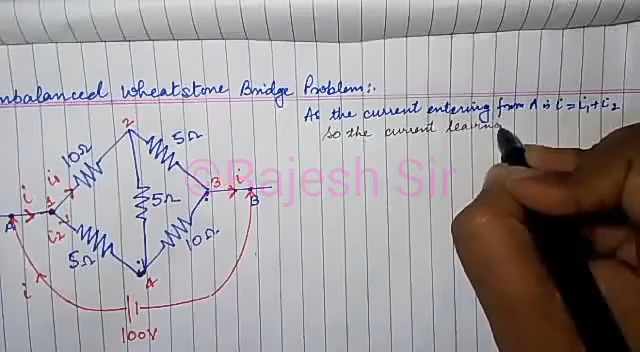 nbalanced Wheatstone Bridge Problem:.
As the current entering from A is i = i1 + i2
So the current leaving
2
10Ω
5Ω
i1
i
1
A
i2
5Ω
5Ω
3
i
B
10Ω
4
i
100V
©Rajesh Sir